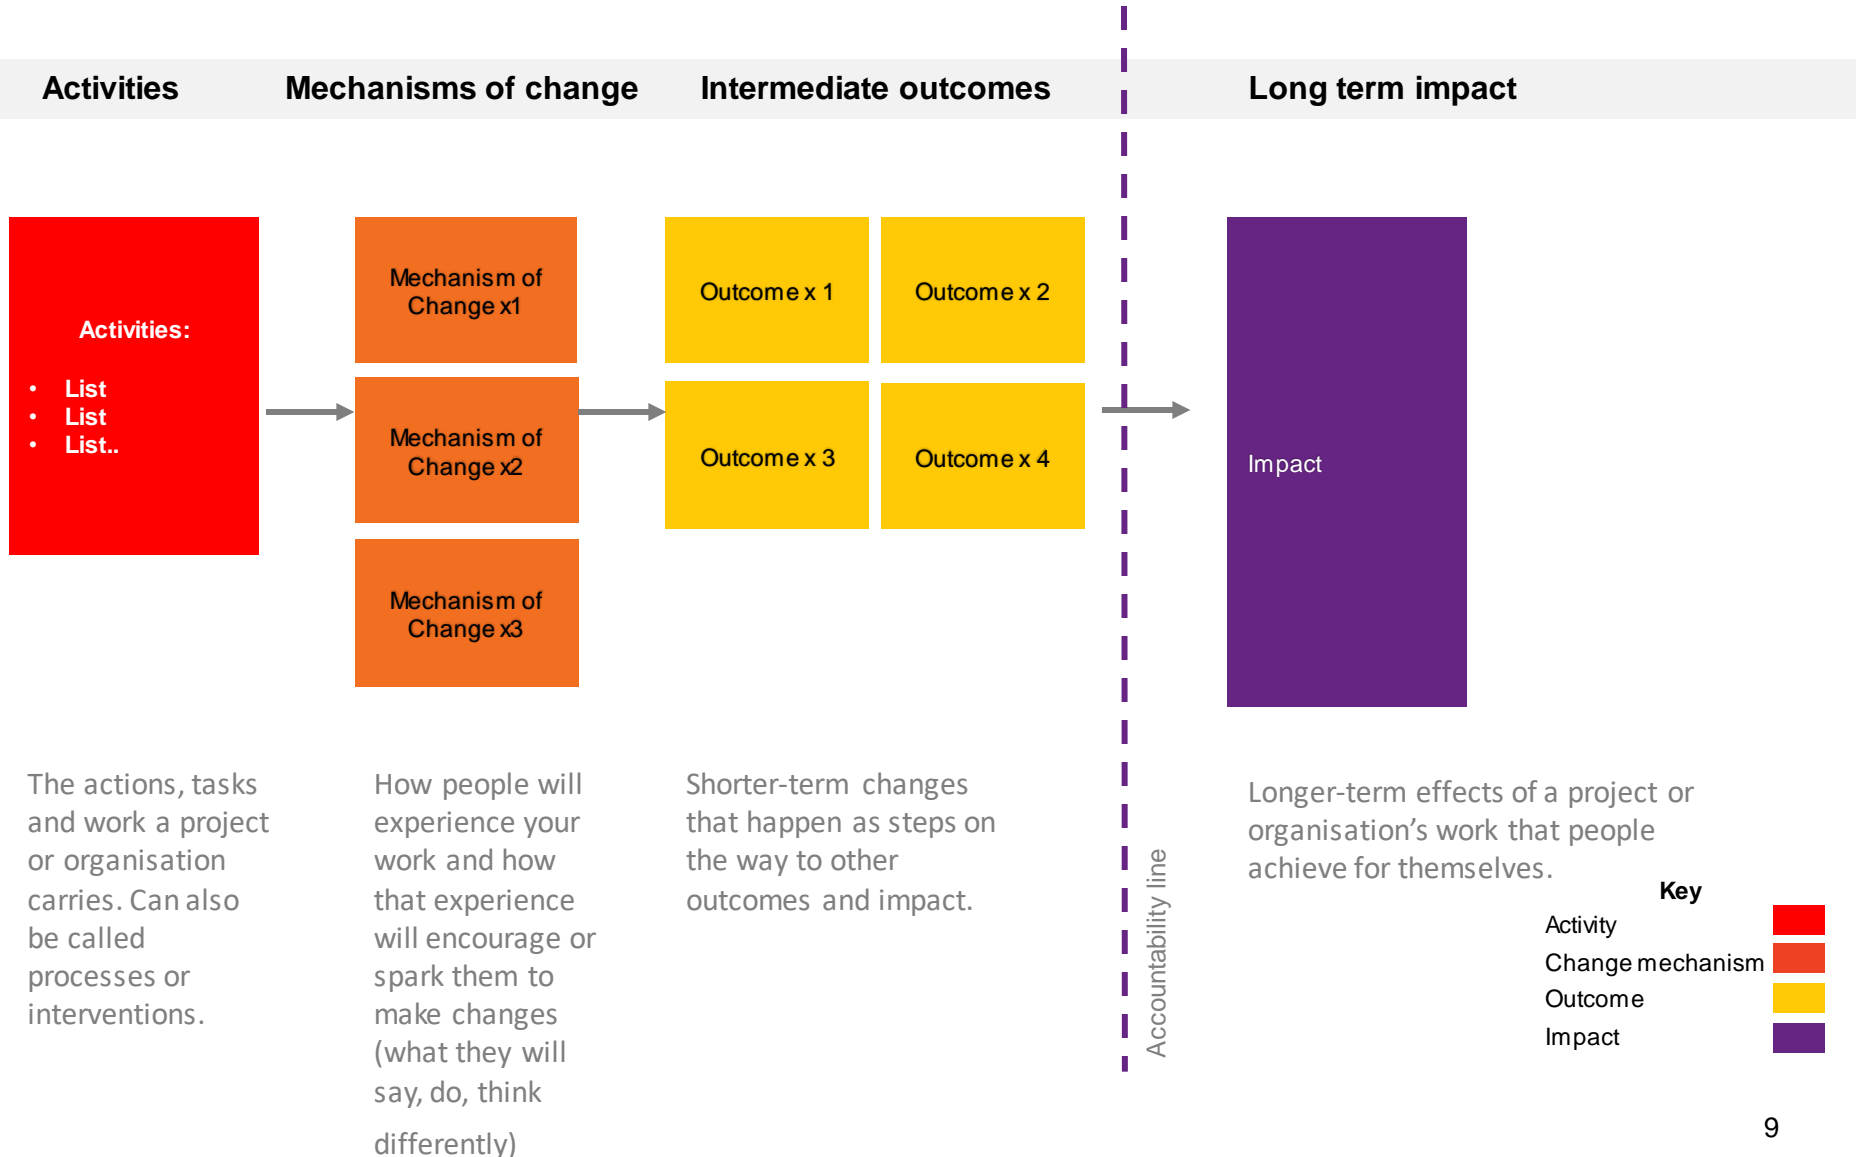 Activities
Mechanisms of change
Intermediate outcomes
Long term impact
Activities:
• List
• List
• List..
Mechanism of
Change x1
Mechanism of
Change x2
Mechanism of
Change x3
Outcome x 1
Outcome x 2
Outcome x 3
Outcome x 4
Impact
The actions, tasks
and work a project
or organisation
carries. Can also
be called
processes or
interventions.
How people will
experience your
work and how
that experience
will encourage or
spark them to
make changes
(what they will
say, do, think
differently)
Shorter-term changes
that happen as steps on
the way to other
outcomes and impact.
Accountability line
Longer-term effects of a project or
organisation’s work that people
achieve for themselves.
Key
Activity
Change mechanism
Outcome
Impact
9